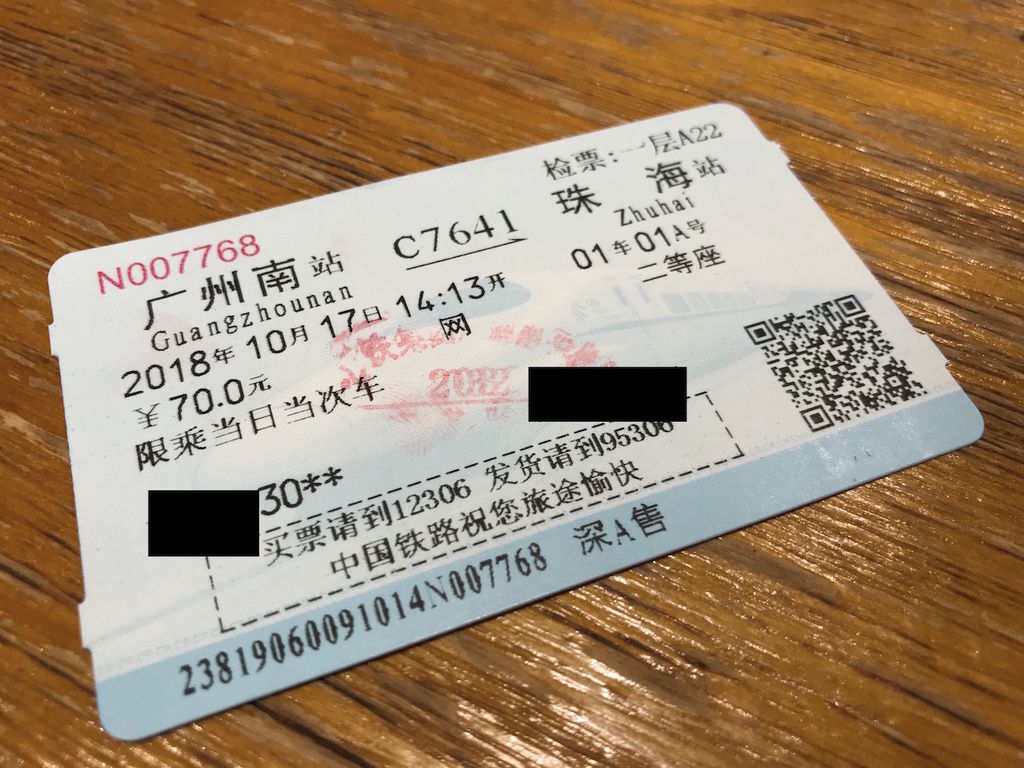 N007768
检票:一层A22
广州南站
C7641
珠海站
Guangzhounan
Zhuhai
2018年10月17日14:13开
01车01A号
¥70.0元
网
二等座
限乘当日当次车
30**
买票请到12306 发货请到95306
中国铁路祝您旅途愉快
23819060091014N007768 深A售